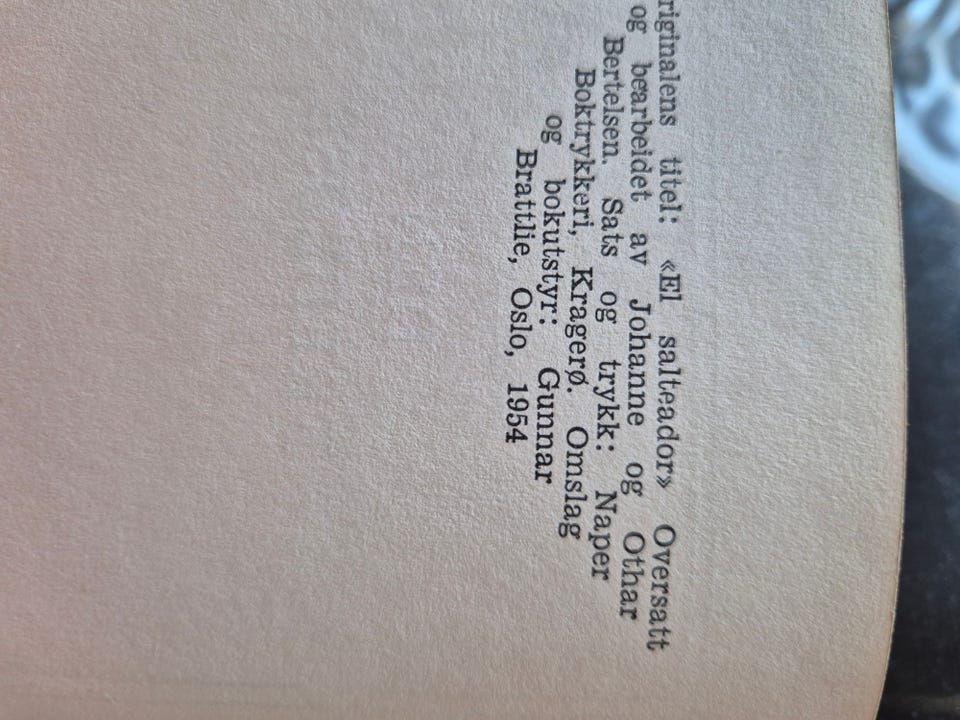 riginalens titel: «El salteador» Oversatt
og bearbeidet av Johanne og Othar
Bertelsen. Sats og trykk: Naper
Boktrykkeri, Kragerø. Omslag
og bokutstyr: Gunnar
Brattlie, Oslo, 1954